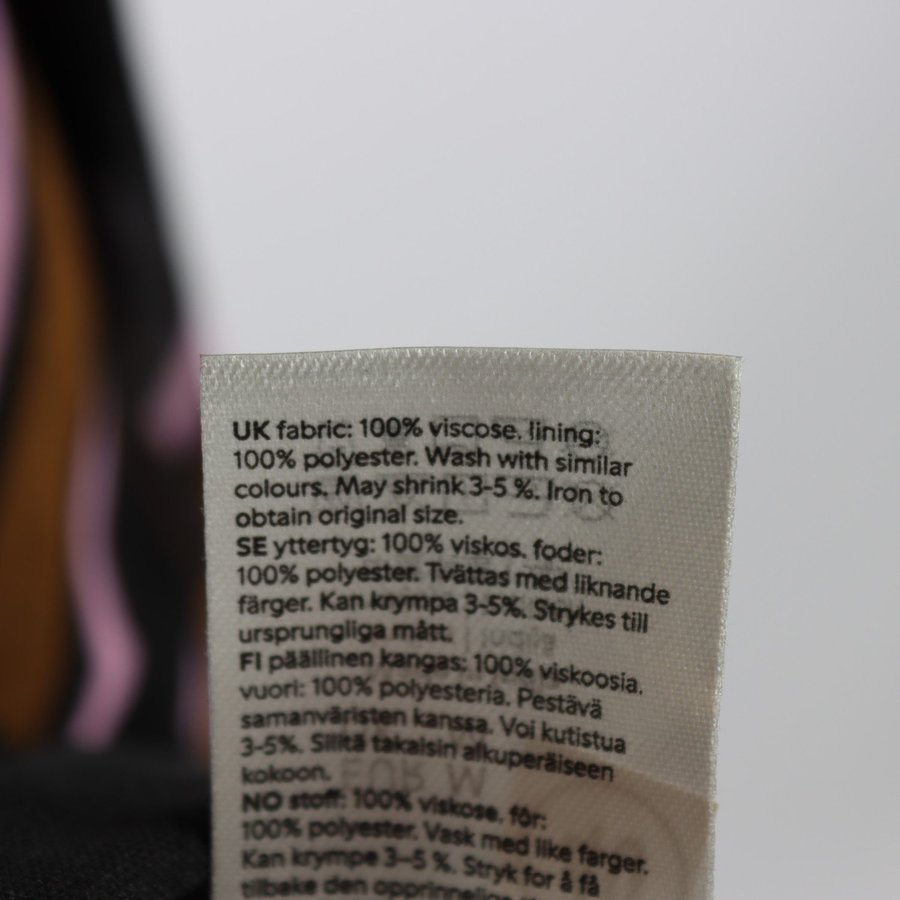 UK fabric: 100% viscose. lining:
100% polyester. Wash with similar
colours. May shrink 3-5 %. Iron to
obtain original size.
SE yttertyg: 100% viskos. foder:
100% polyester. Tvättas med liknande
färger. Kan krympa 3-5%. Strykes till
ursprungliga mått.
FI päällinen kangas: 100% viskoosia.
vuori: 100% polyesteria. Pestävä
samanväristen kanssa. Voi kutistua
3-5%. Silitä takaisin alkuperäiseen
kokoon.
NO stoff: 100% viskose. fôr:
100% polyester. Vask med like farger.
Kan krympe 3–5 %. Stryk for å få
tilbake den opprinnelige